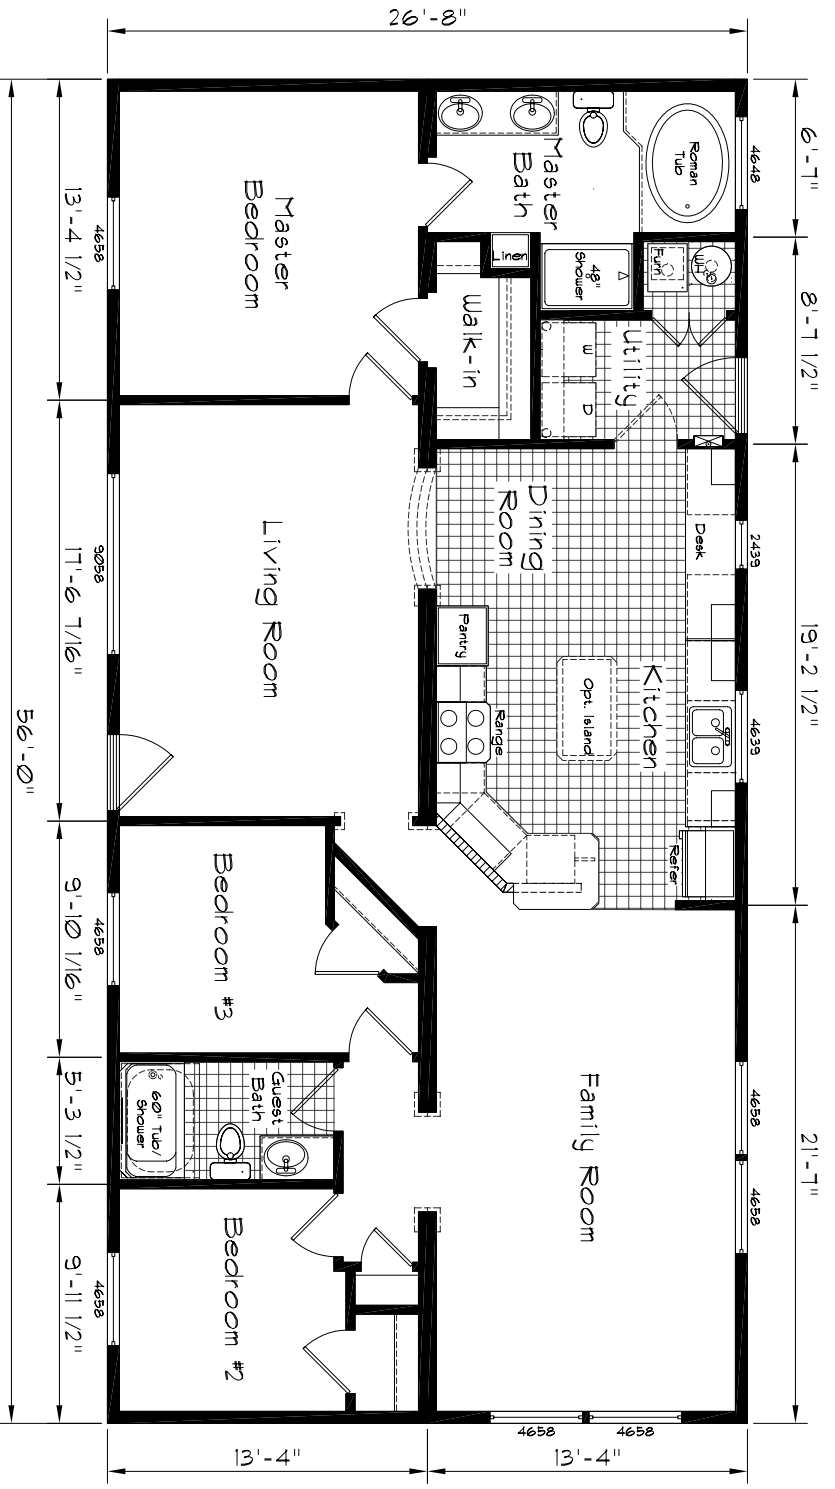 26'-8"
6'-7"
4648
Roman
Tub
Master
Bath
Master
Bedroom
13'-4 1/2"
4658
Linen
48"
Shower
Furn
WH
8'-7 1/2"
Walk-in
Utility
W
D
Dining
Room
Desk
2439
19'-2 1/2"
Living Room
9058
17'-6 7/16"
56'-0"
Pantry
Range
Opt. Island
Kitchen
4639
Refer
Bedroom #3
4658
9'-10 1/16"
Guest
Bath
60" Tub/
Shower
5'-3 1/2"
Family Room
4658
4658
21'-7"
Bedroom #2
4658
9'-11 1/2"
4658
4658
13'-4"
13'-4"